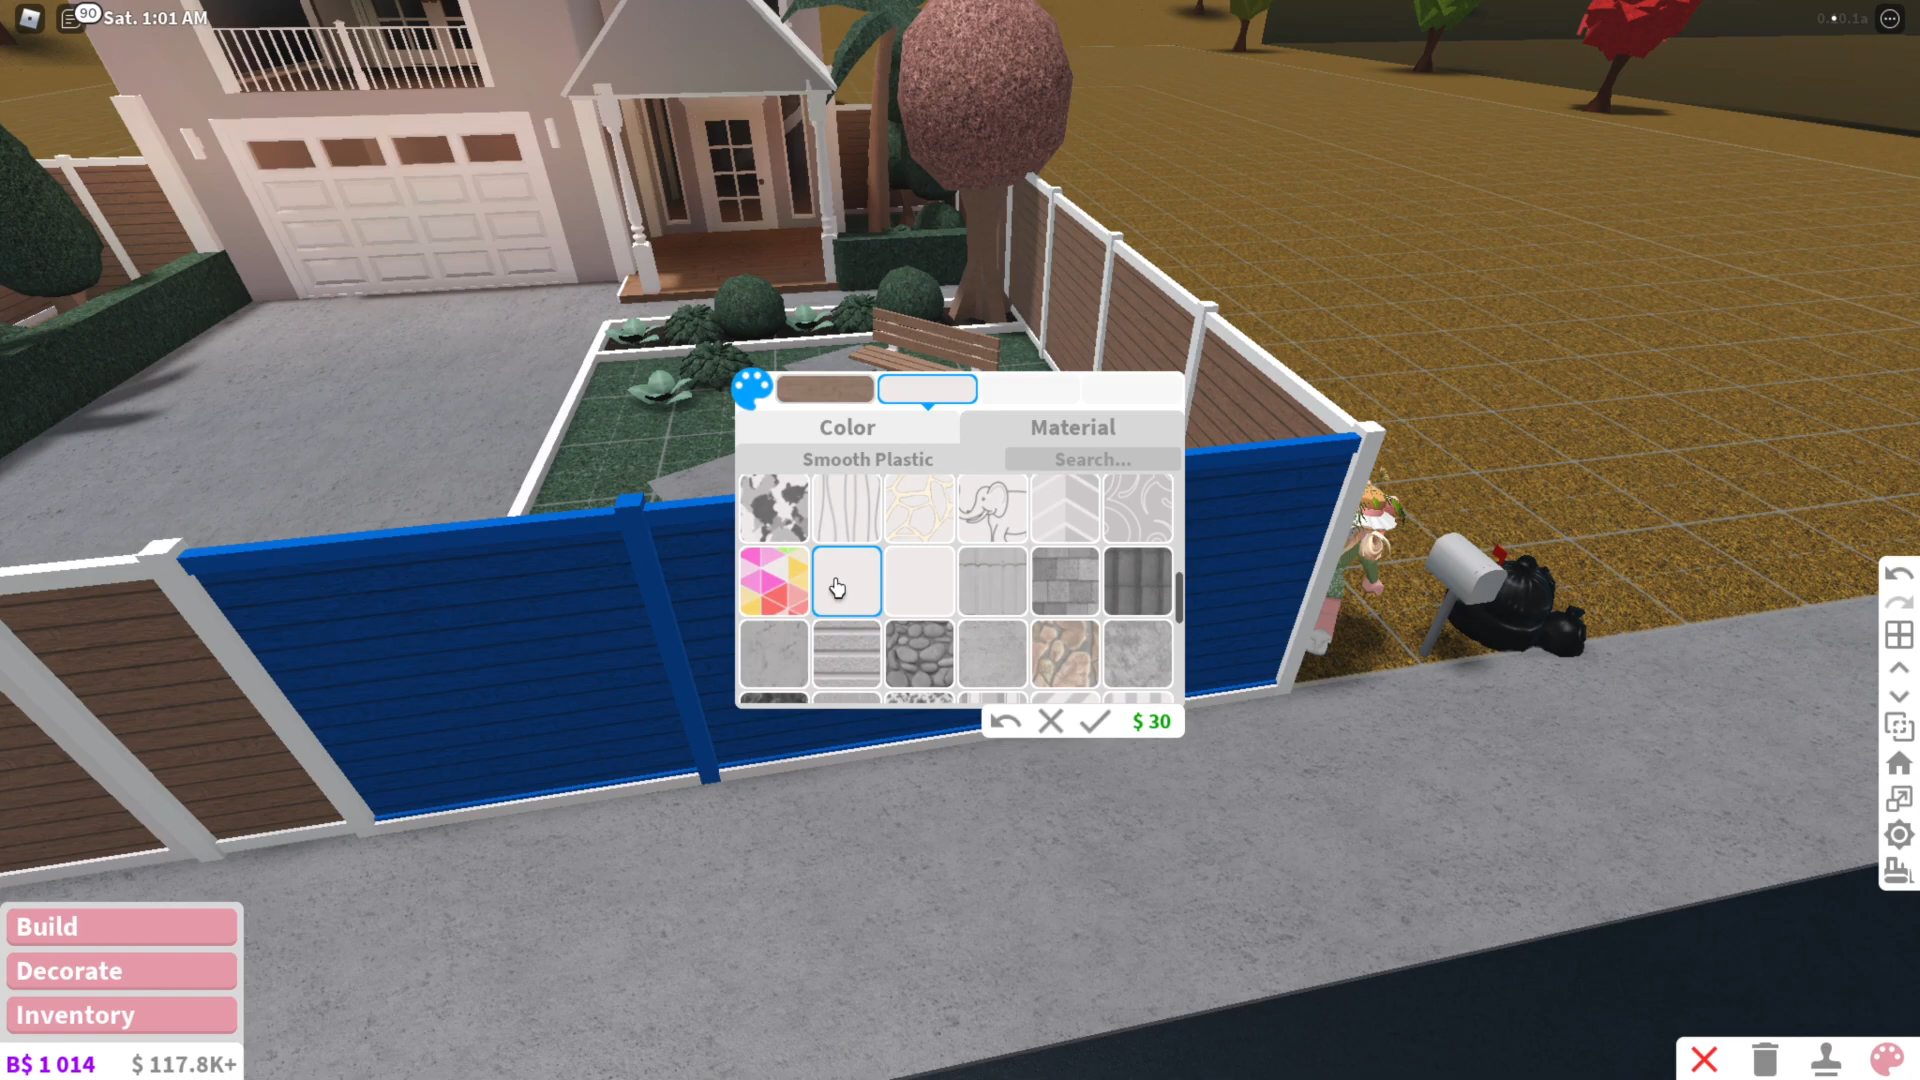 90
Sat. 1:01 AM
Color
Material
Smooth Plastic
Search...
$ 30
Build
Decorate
Inventory
B$ 1 014
$ 117.8K+